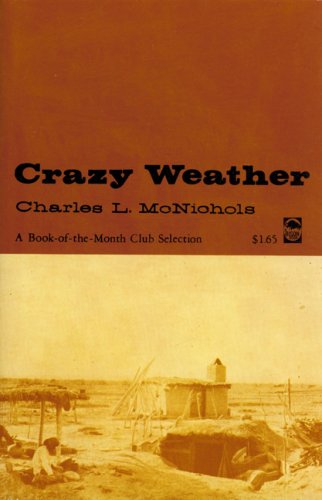 Crazy Weather
Charles L. McNichols
A Book-of-the-Month Club Selection $1.65